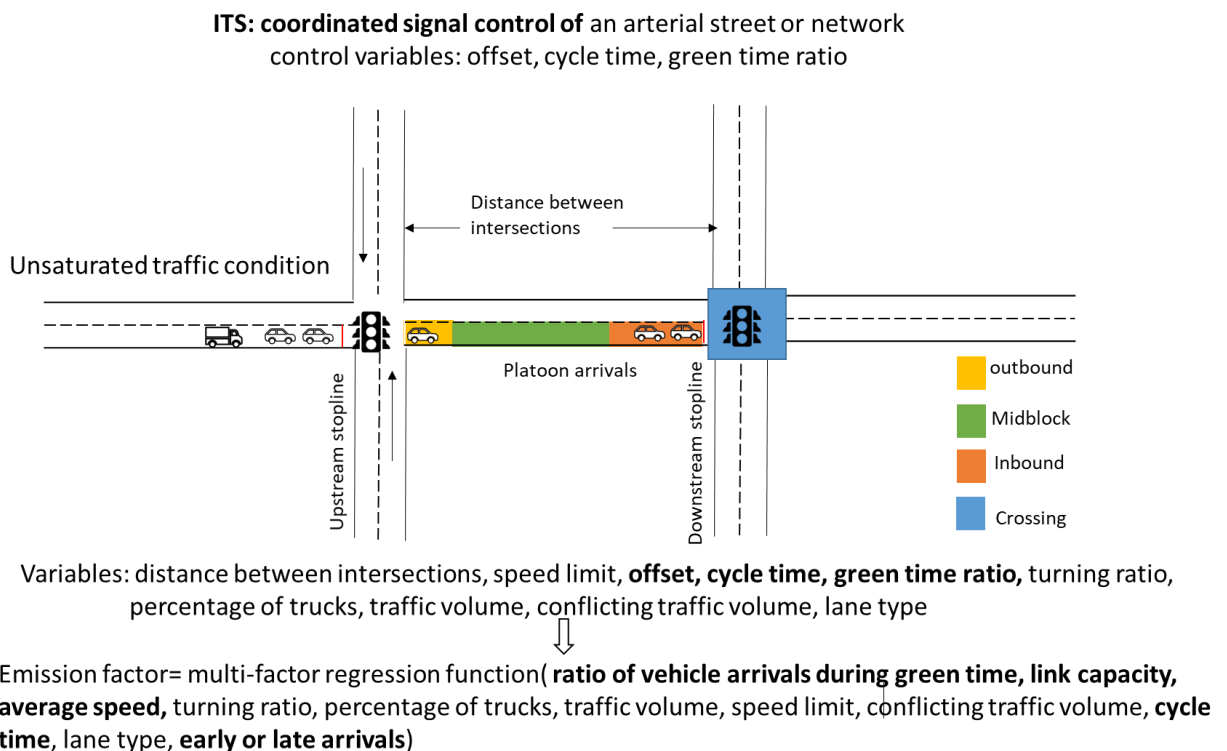 ITS: coordinated signal control of an arterial street or network
control variables: offset, cycle time, green time ratio
Distance between
intersections
Unsaturated traffic condition
Platoon arrivals
Upstream stopline
Downstream stopline
outbound
Midblock
Inbound
Crossing
Variables: distance between intersections, speed limit, offset, cycle time, green time ratio, turning ratio,
percentage of trucks, traffic volume, conflicting traffic volume, lane type
Emission factor= multi-factor regression function( ratio of vehicle arrivals during green time, link capacity,
average speed, turning ratio, percentage of trucks, traffic volume, speed limit, conflicting traffic volume, cycle
time, lane type, early or late arrivals)